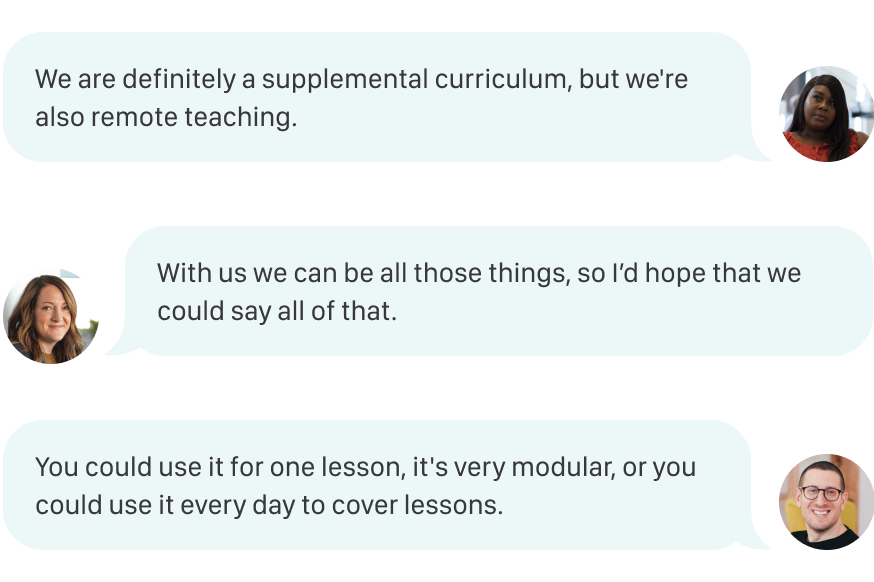 We are definitely a supplemental curriculum, but we're
also remote teaching.
With us we can be all those things, so I’d hope that we
could say all of that.
You could use it for one lesson, it's very modular, or you
could use it every day to cover lessons.